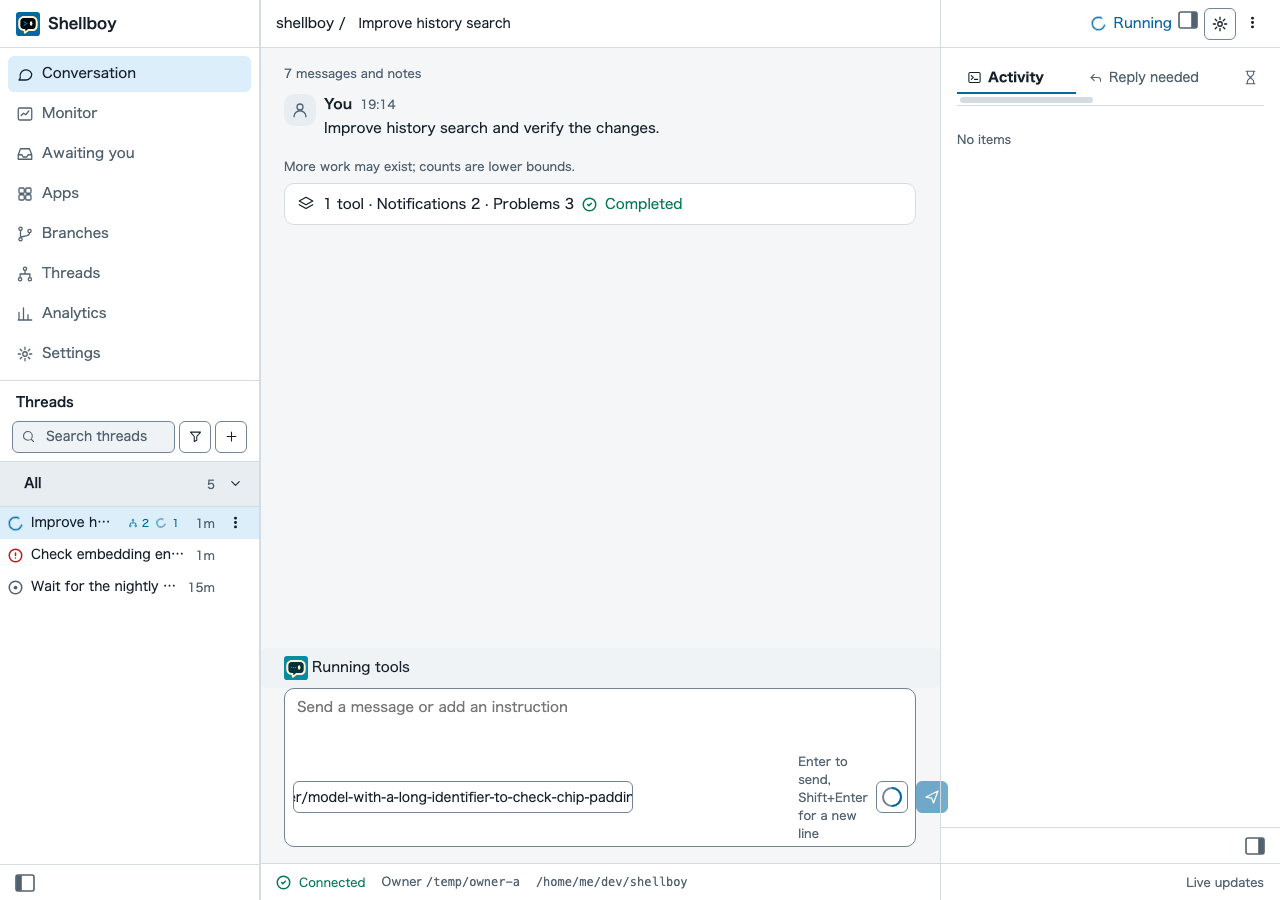 Shellboy
shellboy / Improve history search
Running
Conversation
Monitor
Awaiting you
Apps
Branches
Threads
Analytics
Settings
Threads
Search threads
All 5
Improve h··· 2 1 1m
Check embedding en··· 1m
Wait for the nightly ··· 15m
7 messages and notes
You 19:14
Improve history search and verify the changes.
More work may exist; counts are lower bounds.
1 tool · Notifications 2 · Problems 3 Completed
Running tools
Send a message or add an instruction
er/model-with-a-long-identifier-to-check-chip-paddin
Enter to
send,
Shift+Enter
for a new
line
Activity
Reply needed
No items
Connected Owner /temp/owner-a /home/me/dev/shellboy
Live updates